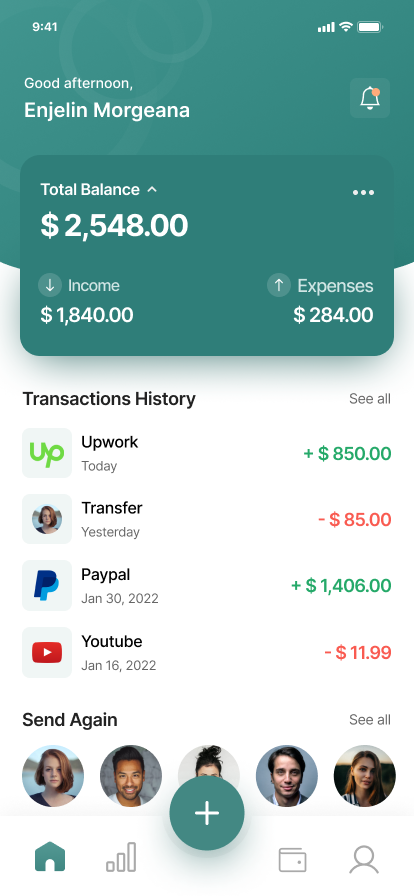 9:41
Good afternoon,
Enjelin Morgeana
Total Balance
$ 2,548.00
Income
Expenses
$ 1,840.00
$ 284.00
Transactions History
See all
up
Upwork
Today
+ $ 850.00
Transfer
Yesterday
- $ 85.00
Paypal
Jan 30, 2022
+ $ 1,406.00
Youtube
Jan 16, 2022
- $ 11.99
Send Again
See all